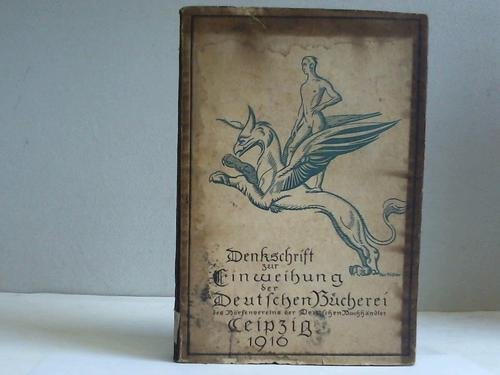 Denkschrift
zur
Einweihung
der
Deutschen Bücherei
des Börsenvereins der Deutschen Buchhändler
Leipzig
1916